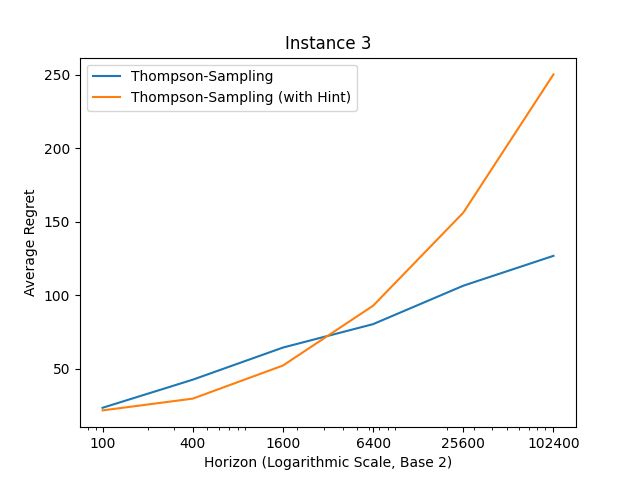 Instance 3
Thompson-Sampling
Thompson-Sampling (with Hint)
Average Regret
250
200
150
100
50
100 400 1600 6400 25600 102400
Horizon (Logarithmic Scale, Base 2)